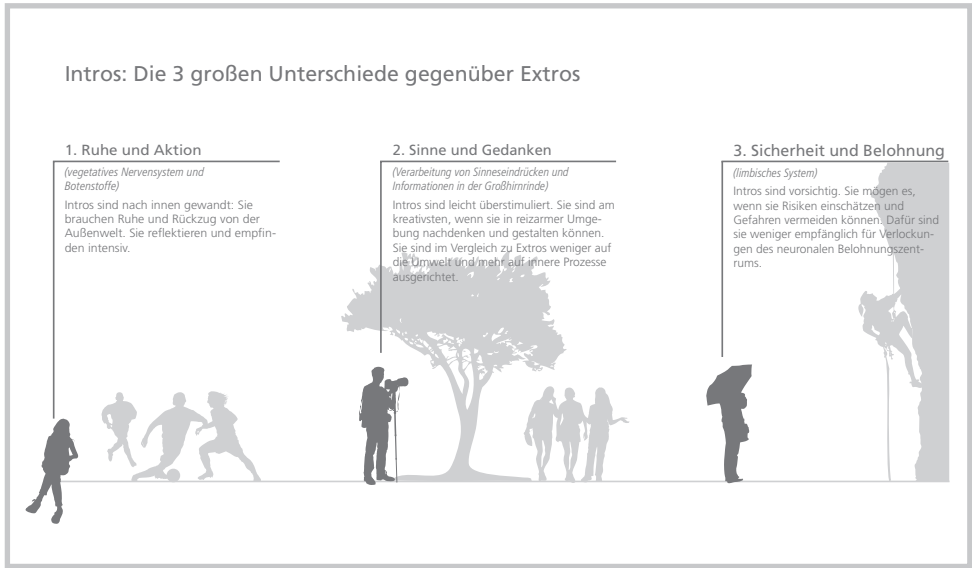 Intros: Die 3 großen Unterschiede gegenüber Extros
1. Ruhe und Aktion
(vegetatives Nervensystem und
Botenstoffe)
Intros sind nach innen gewandt: Sie
brauchen Ruhe und Rückzug von der
Außenwelt. Sie reflektieren und empfin-
den intensiv.
2. Sinne und Gedanken
(Verarbeitung von Sinneseindrücken und
Informationen in der Großhirnrinde)
Intros sind leicht überstimuliert. Sie sind am
kreativsten, wenn sie in reizarmer Umge-
bung nachdenken und gestalten können.
Sie sind im Vergleich zu Extros weniger auf
die Umwelt und mehr auf innere Prozesse
ausgerichtet.
3. Sicherheit und Belohnung
(limbisches System)
Intros sind vorsichtig. Sie mögen es,
wenn sie Risiken einschätzen und
Gefahren vermeiden können. Dafür sind
sie weniger empfänglich für Verlockun-
gen des neuronalen Belohnungszent-
rums.